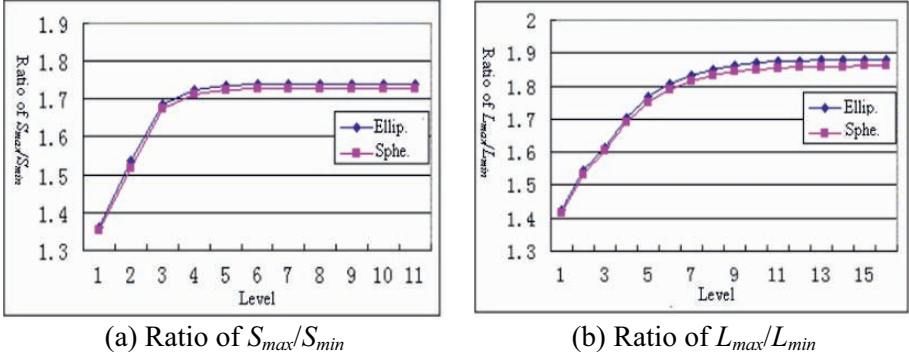 1.9
1.8
1.7
1.6
1.5
1.4
1.3
Ratio of Smax/Smin
Ellip.
Sphe.
1 2 3 4 5 6 7 8 9 10 11
Level
(a) Ratio of Smax/Smin
2
1.9
1.8
1.7
1.6
1.5
1.4
1.3
Ratio of Lmax/Lmin
Ellip.
Sphe.
1 3 5 7 9 11 13 15
Level
(b) Ratio of Lmax/Lmin